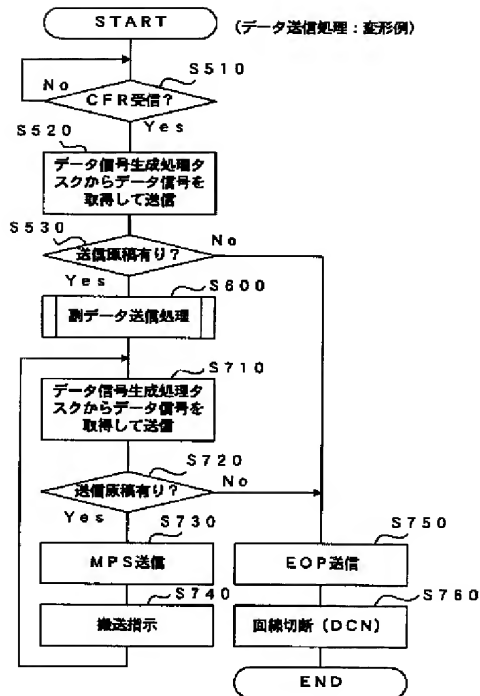 START
(データ送信処理:変形例)
S510
No
CFR受信?
Yes
S520
データ信号生成処理タ
スクからデータ信号を
取得して送信
S530
No
送信原稿有り?
Yes
S600
副データ送信処理
S710
データ信号生成処理タ
スクからデータ信号を
取得して送信
S720
送信原稿有り?
No
Yes
S730
S750
MPS送信
EOP送信
S740
S760
搬送指示
回線切断(DCN)
END